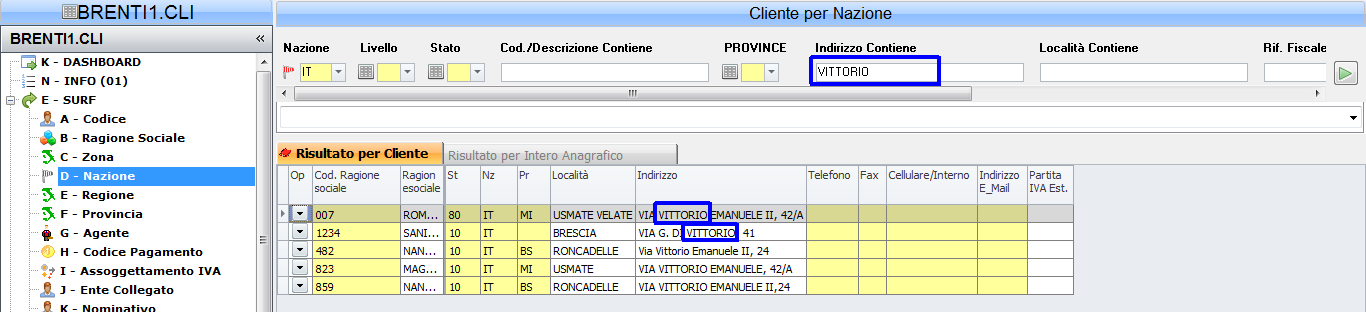 BRENTI1.CLI
Cliente per Nazione
BRENTI1.CLI «
K - DASHBOARD
N - INFO (01)
E - SURF
A - Codice
B - Ragione Sociale
C - Zona
D - Nazione
E - Regione
F - Provincia
G - Agente
H - Codice Pagamento
I - Assoggettamento IVA
J - Ente Collegato
K - Nominativo
Nazione Livello Stato Cod./Descrizione Contiene PROVINCE Indirizzo Contiene Località Contiene Rif. Fiscale
IT VITTORIO
Risultato per Cliente Risultato per Intero Anagrafico
Op Cod. Ragione sociale Ragion esociale St Nz Pr Località Indirizzo Telefono Fax Cellulare/Interno Indirizzo E_Mail Partita IVA Est.
007 ROM... 80 IT MI USMATE VELATE VIA VITTORIO EMANUELE II, 42/A
1234 SANI... 10 IT BRESCIA VIA G. DI VITTORIO 41
482 NAN... 10 IT BS RONCADELLE Via Vittorio Emanuele II, 24
823 MAG... 10 IT MI USMATE VIA VITTORIO EMANUELE, 42/A
859 NAN... 10 IT BS RONCADELLE VIA VITTORIO EMANUELE II,24